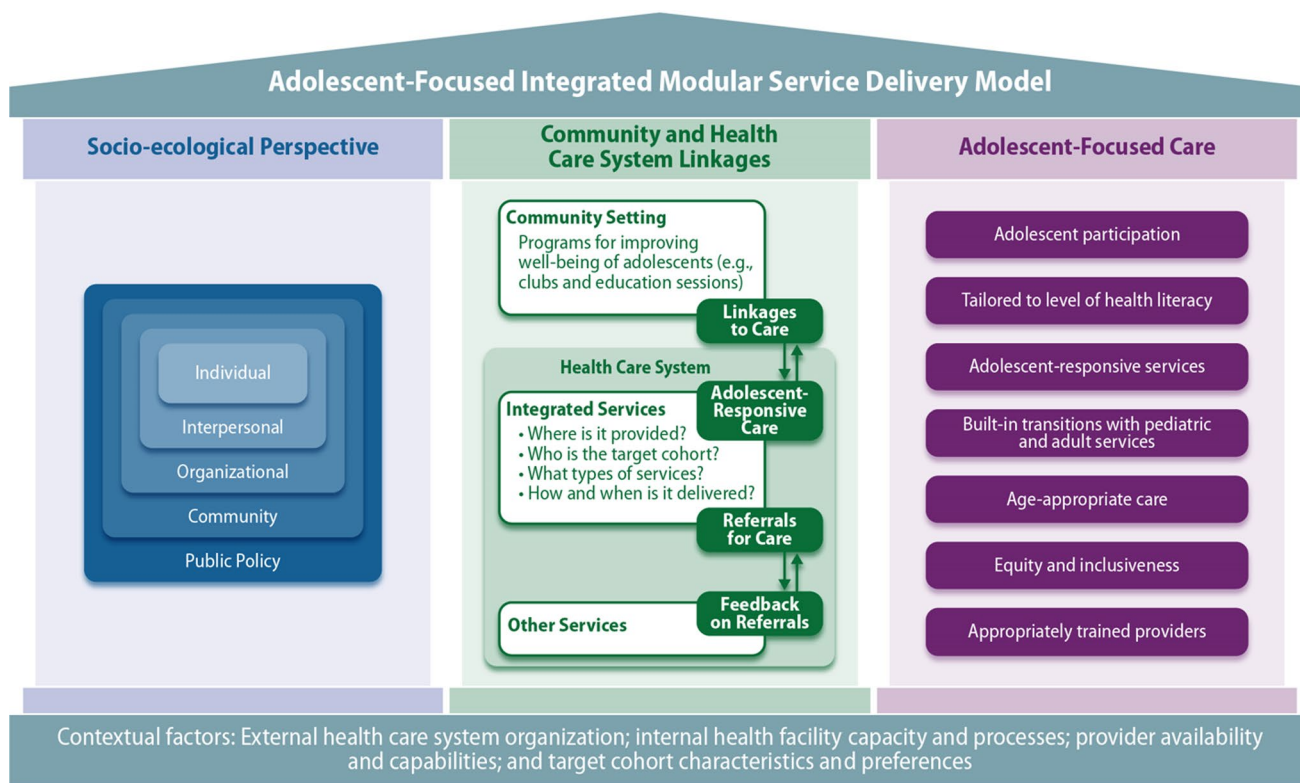 Adolescent-Focused Integrated Modular Service Delivery Model
Socio-ecological Perspective
Individual
Interpersonal
Organizational
Community
Public Policy
Community and Health
Care System Linkages
Community Setting
Programs for improving
well-being of adolescents (e.g.,
clubs and education sessions)
Linkages
to Care
Health Care System
Adolescent-
Responsive
Care
Integrated Services
• Where is it provided?
• Who is the target cohort?
• What types of services?
• How and when is it delivered?
Referrals
for Care
Feedback
on Referrals
Other Services
Adolescent-Focused Care
Adolescent participation
Tailored to level of health literacy
Adolescent-responsive services
Built-in transitions with pediatric
and adult services
Age-appropriate care
Equity and inclusiveness
Appropriately trained providers
Contextual factors: External health care system organization; internal health facility capacity and processes; provider availability
and capabilities; and target cohort characteristics and preferences